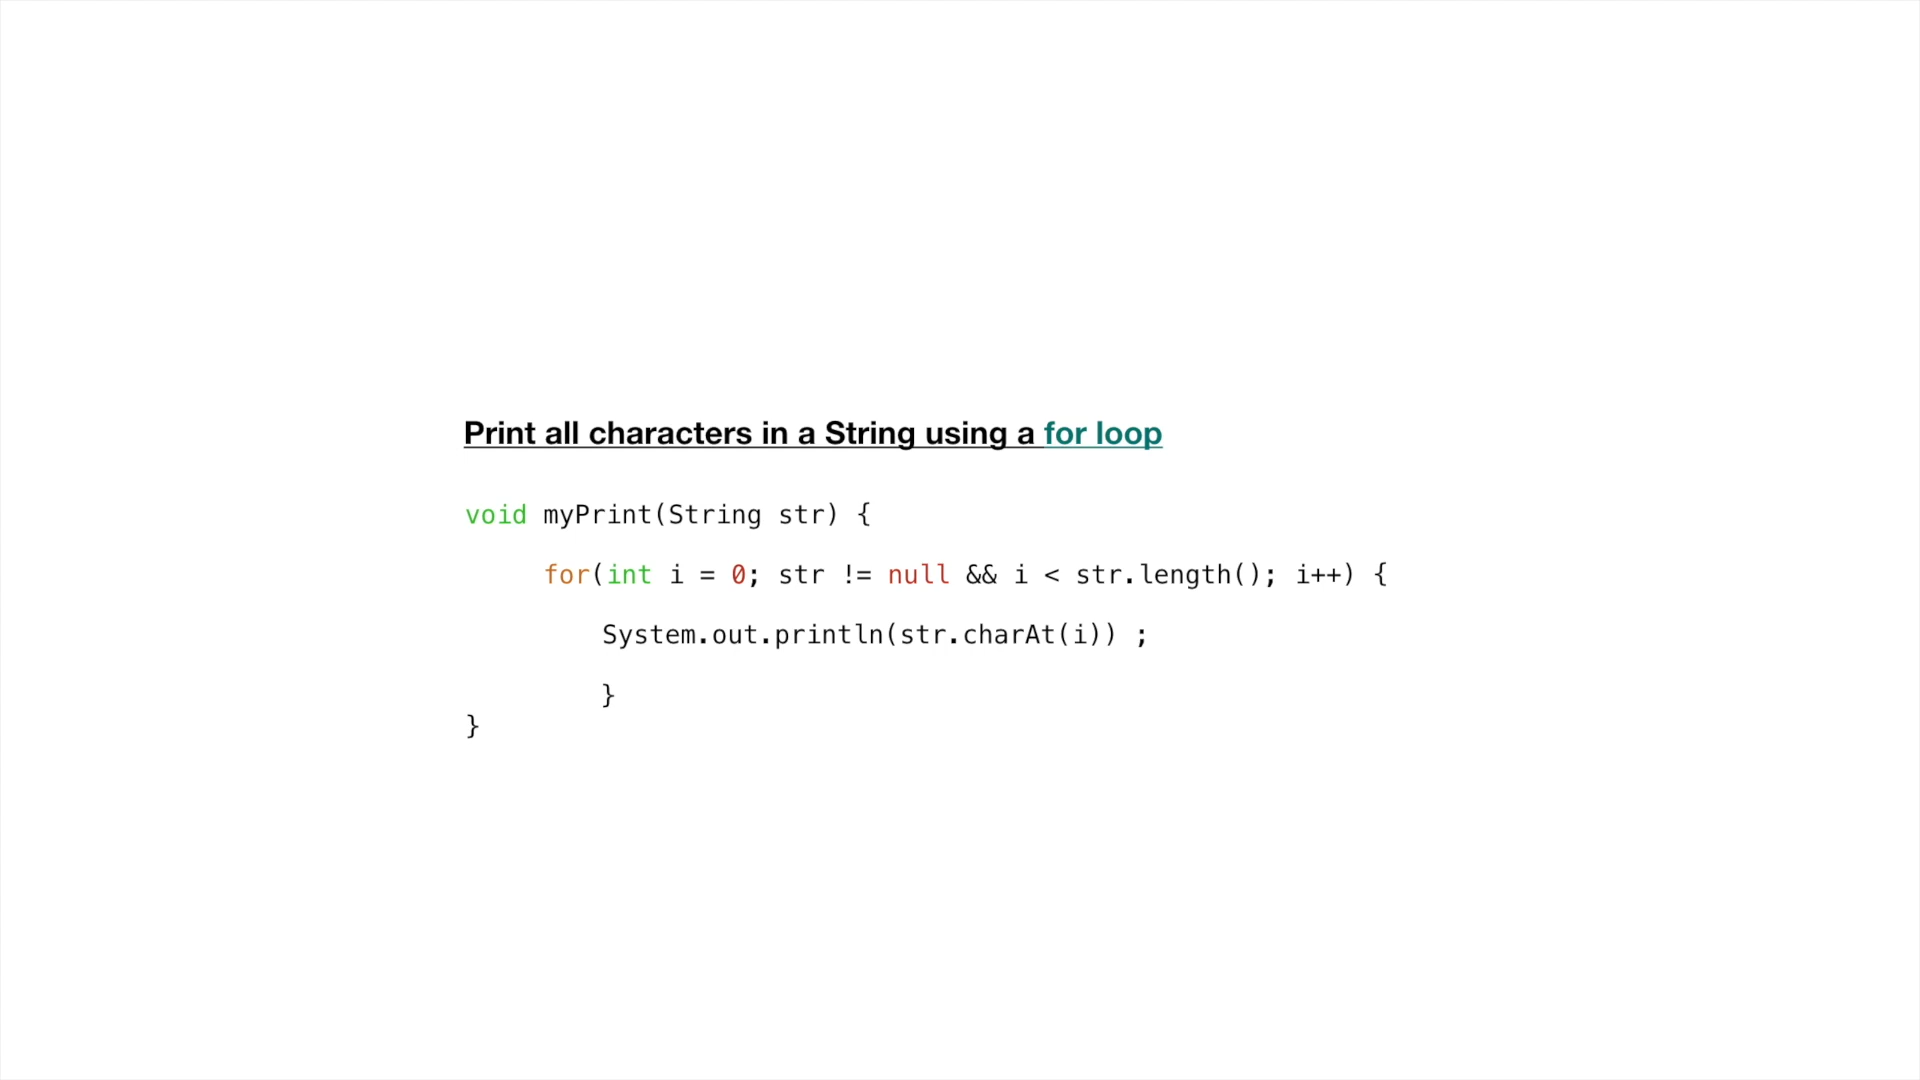 Print all characters in a String using a for loop
void myPrint(String str) {
for(int i = 0; str != null && i < str.length(); i++) {
System.out.println(str.charAt(i)) ;
}
}